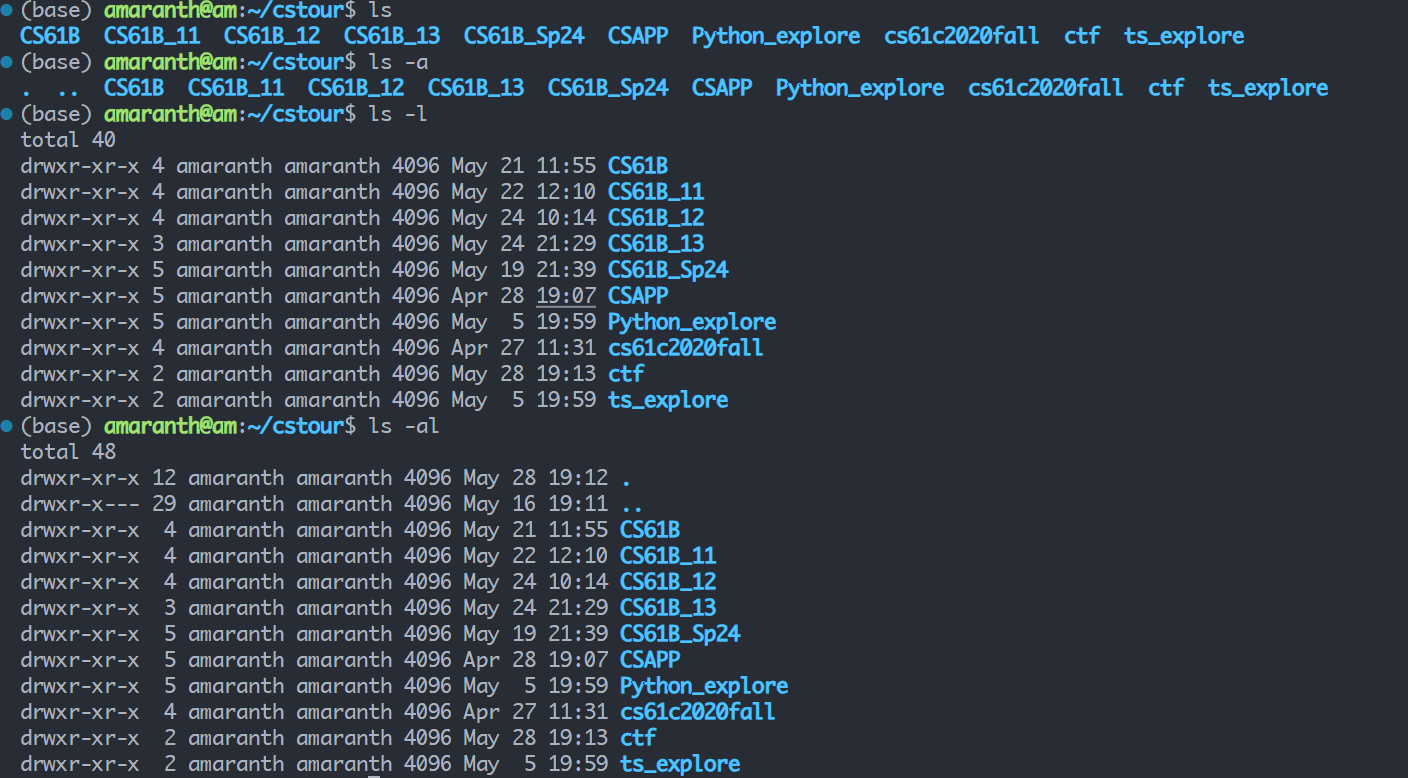 (base) amaranth@am:~/cstour$ ls
CS61B  CS61B_11  CS61B_12  CS61B_13  CS61B_Sp24  CSAPP  Python_explore  cs61c2020fall  ctf  ts_explore
(base) amaranth@am:~/cstour$ ls -a
.  ..  CS61B  CS61B_11  CS61B_12  CS61B_13  CS61B_Sp24  CSAPP  Python_explore  cs61c2020fall  ctf  ts_explore
(base) amaranth@am:~/cstour$ ls -l
total 40
drwxr-xr-x 4 amaranth amaranth 4096 May 21 11:55 CS61B
drwxr-xr-x 4 amaranth amaranth 4096 May 22 12:10 CS61B_11
drwxr-xr-x 4 amaranth amaranth 4096 May 24 10:14 CS61B_12
drwxr-xr-x 3 amaranth amaranth 4096 May 24 21:29 CS61B_13
drwxr-xr-x 5 amaranth amaranth 4096 May 19 21:39 CS61B_Sp24
drwxr-xr-x 5 amaranth amaranth 4096 Apr 28 19:07 CSAPP
drwxr-xr-x 5 amaranth amaranth 4096 May  5 19:59 Python_explore
drwxr-xr-x 4 amaranth amaranth 4096 Apr 27 11:31 cs61c2020fall
drwxr-xr-x 2 amaranth amaranth 4096 May 28 19:13 ctf
drwxr-xr-x 2 amaranth amaranth 4096 May  5 19:59 ts_explore
(base) amaranth@am:~/cstour$ ls -al
total 48
drwxr-xr-x 12 amaranth amaranth 4096 May 28 19:12 .
drwxr-x--- 29 amaranth amaranth 4096 May 16 19:11 ..
drwxr-xr-x  4 amaranth amaranth 4096 May 21 11:55 CS61B
drwxr-xr-x  4 amaranth amaranth 4096 May 22 12:10 CS61B_11
drwxr-xr-x  4 amaranth amaranth 4096 May 24 10:14 CS61B_12
drwxr-xr-x  3 amaranth amaranth 4096 May 24 21:29 CS61B_13
drwxr-xr-x  5 amaranth amaranth 4096 May 19 21:39 CS61B_Sp24
drwxr-xr-x  5 amaranth amaranth 4096 Apr 28 19:07 CSAPP
drwxr-xr-x  5 amaranth amaranth 4096 May  5 19:59 Python_explore
drwxr-xr-x  4 amaranth amaranth 4096 Apr 27 11:31 cs61c2020fall
drwxr-xr-x  2 amaranth amaranth 4096 May 28 19:13 ctf
drwxr-xr-x  2 amaranth amaranth 4096 May  5 19:59 ts_explore